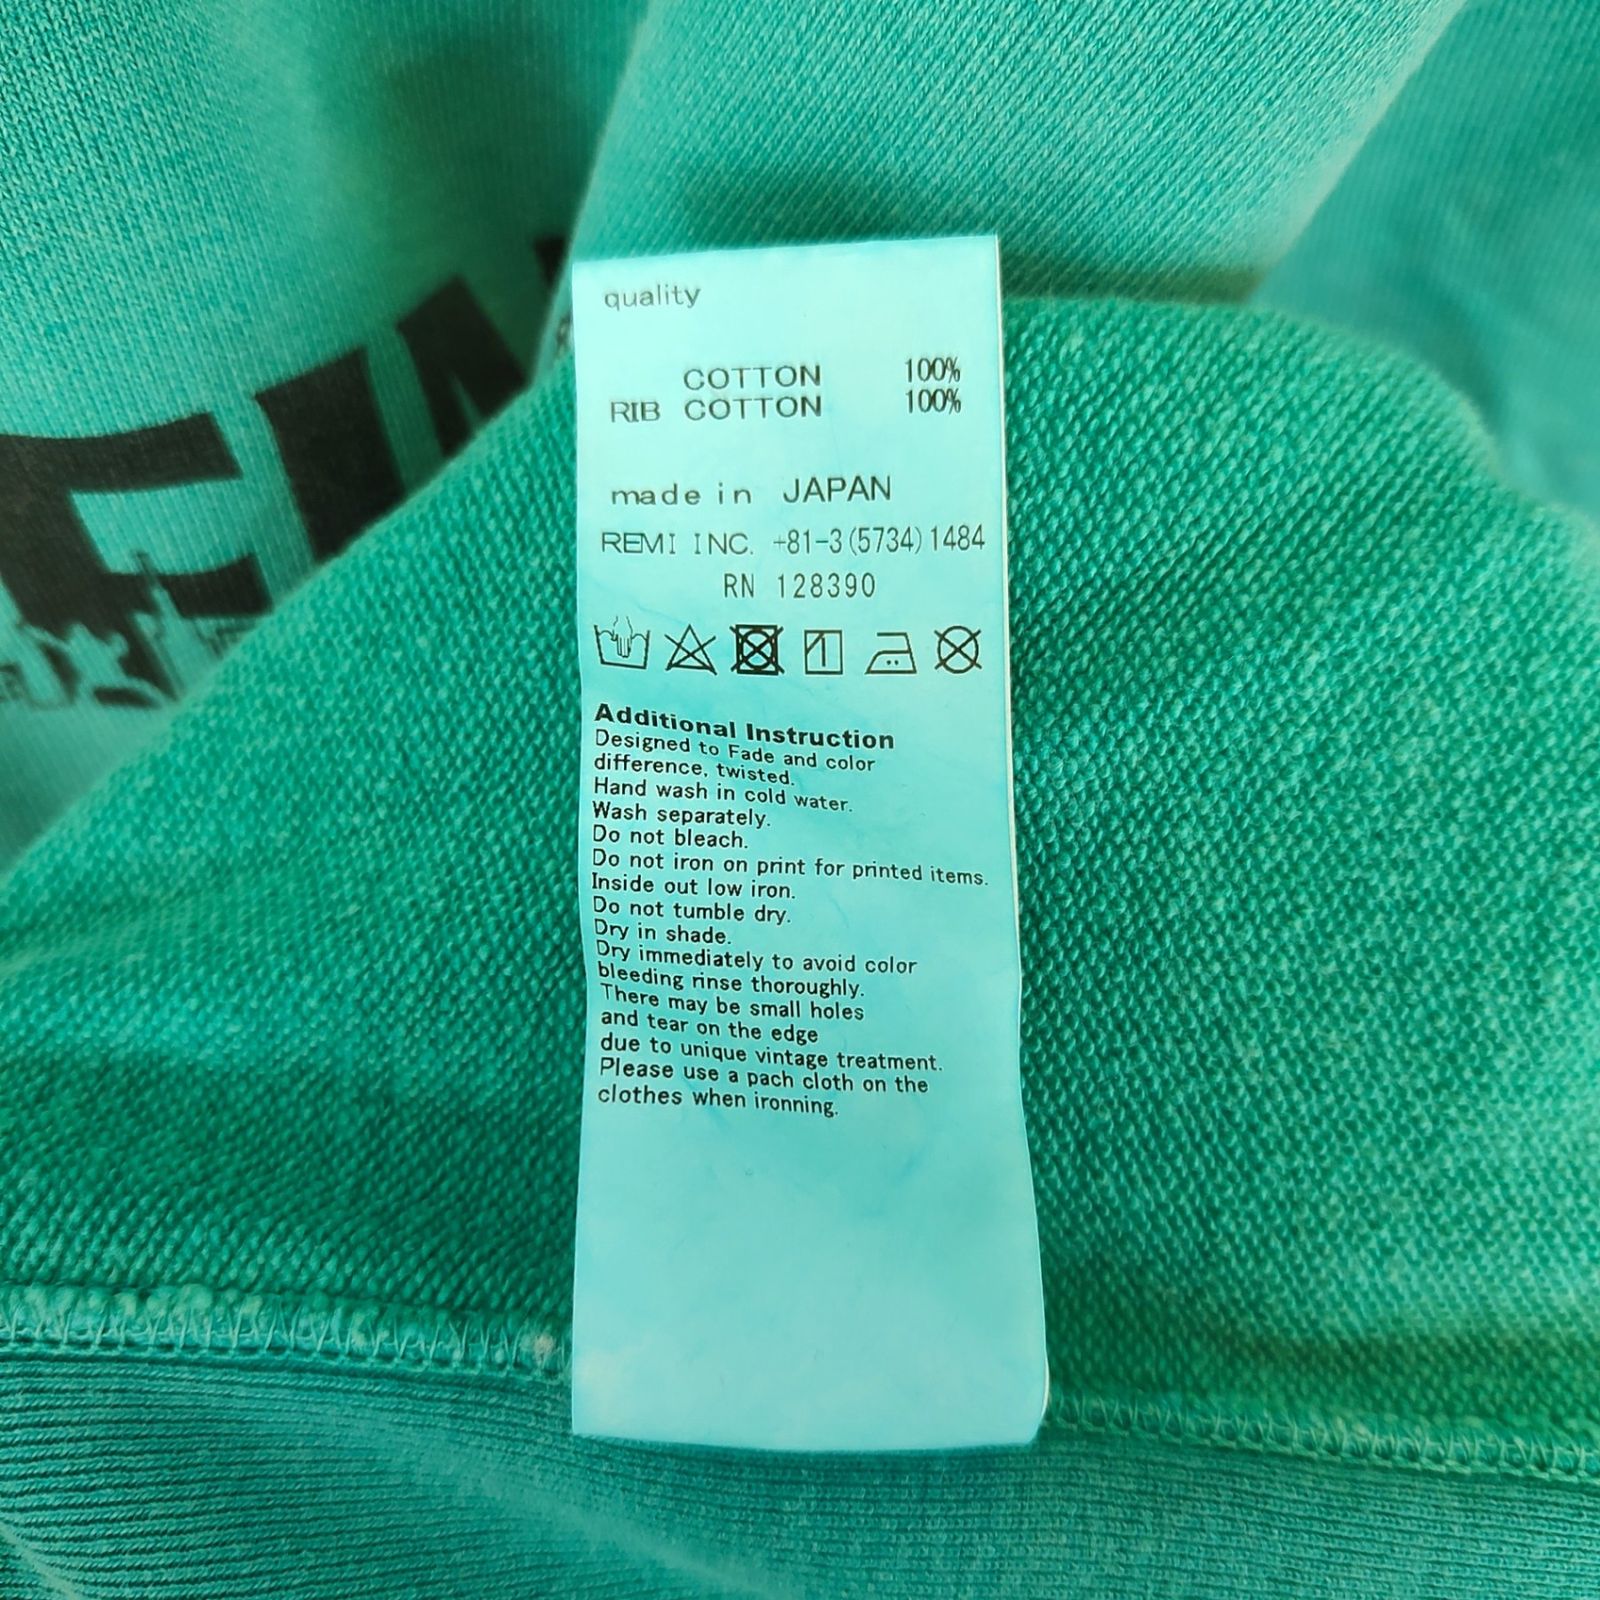 quality
COTTON 100%
RIB COTTON 100%
made in JAPAN
REMI INC. +81-3(5734)1484
RN 128390
Additional Instruction
Designed to Fade and color
difference, twisted.
Hand wash in cold water.
Wash separately.
Do not bleach.
Do not iron on print for printed items.
Inside out low iron.
Do not tumble dry.
Dry in shade.
Dry immediately to avoid color
bleeding rinse thoroughly.
There may be small holes
and tear on the edge
due to unique vintage treatment.
Please use a pach cloth on the
clothes when ironning.